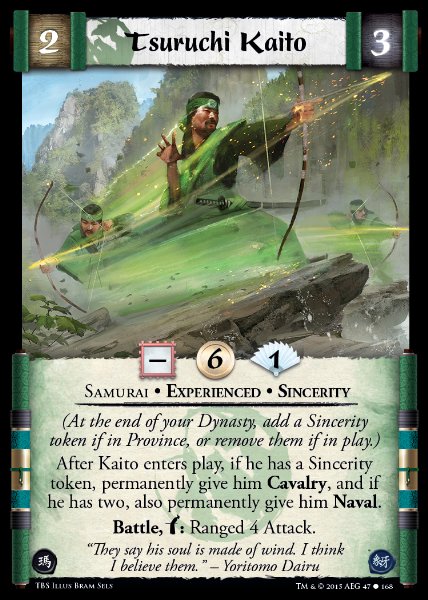 2 Tsuruchi Kaito 3
– 6 1
Samurai • Experienced • Sincerity
(At the end of your Dynasty, add a Sincerity
token if in Province, or remove them if in play.)
After Kaito enters play, if he has a Sincerity
token, permanently give him Cavalry, and if
he has two, also permanently give him Naval.
Battle, : Ranged 4 Attack.
“They say his soul is made of wind. I think
I believe them.” – Yoritomo Dairu
TBS Illus Bram Sels TM & © 2015 AEG 47 • 168